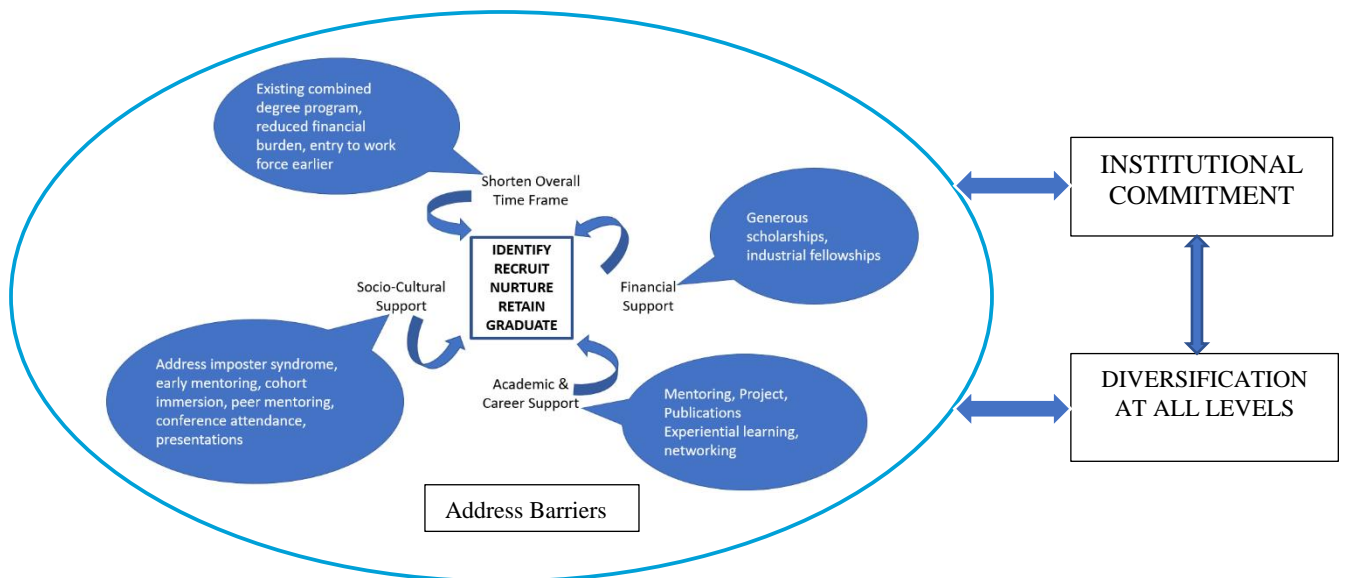 Existing combined
degree program,
reduced financial
burden, entry to work
force earlier
Shorten Overall
Time Frame
Generous
scholarships,
industrial fellowships
Financial
Support
IDENTIFY
RECRUIT
NURTURE
RETAIN
GRADUATE
Socio-Cultural
Support
Address imposter syndrome,
early mentoring, cohort
immersion, peer mentoring,
conference attendance,
presentations
Academic &
Career Support
Mentoring, Project,
Publications
Experiential learning,
networking
Address Barriers
INSTITUTIONAL
COMMITMENT
DIVERSIFICATION
AT ALL LEVELS